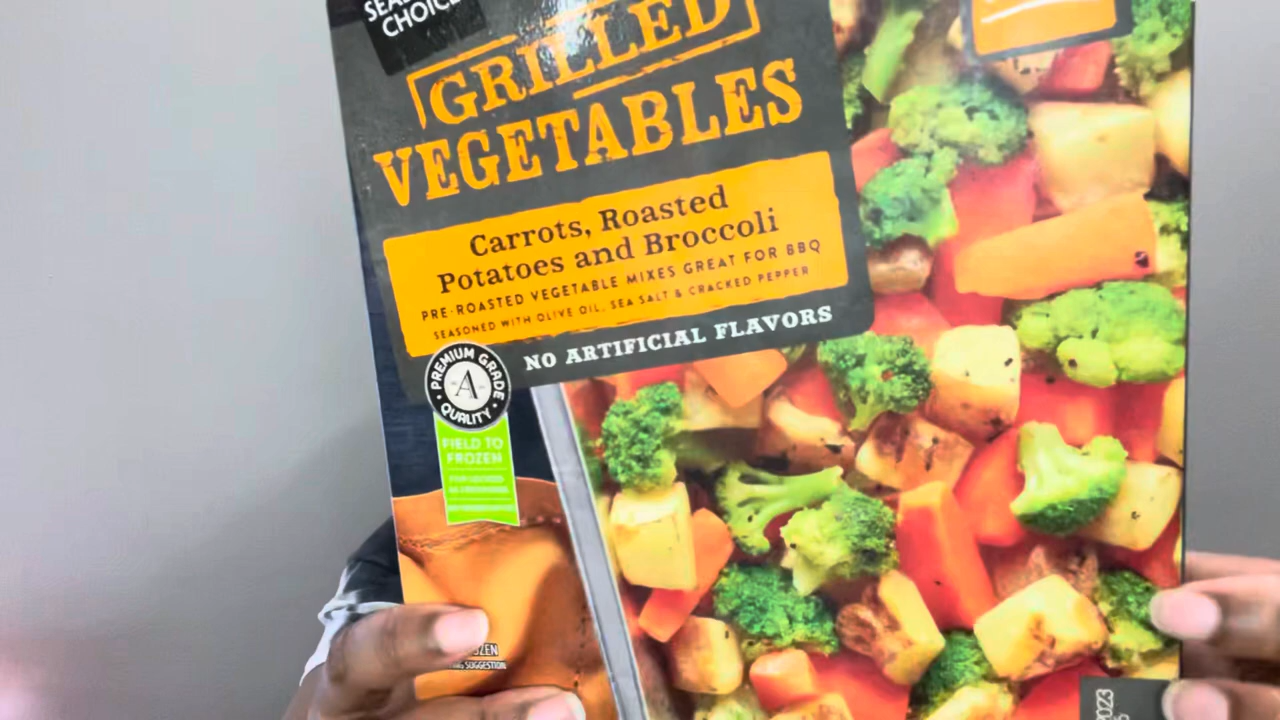 CHOICE
GRILLED
VEGETABLES
Carrots, Roasted
Potatoes and Broccoli
PRE-ROASTED VEGETABLE MIXES GREAT FOR BBQ
SEASONED WITH OLIVE OIL, SEA SALT & CRACKED PEPPER
NO ARTIFICIAL FLAVORS
PREMIUM GRADE
A
QUALITY
FIELD TO
FROZEN
SUGGESTION